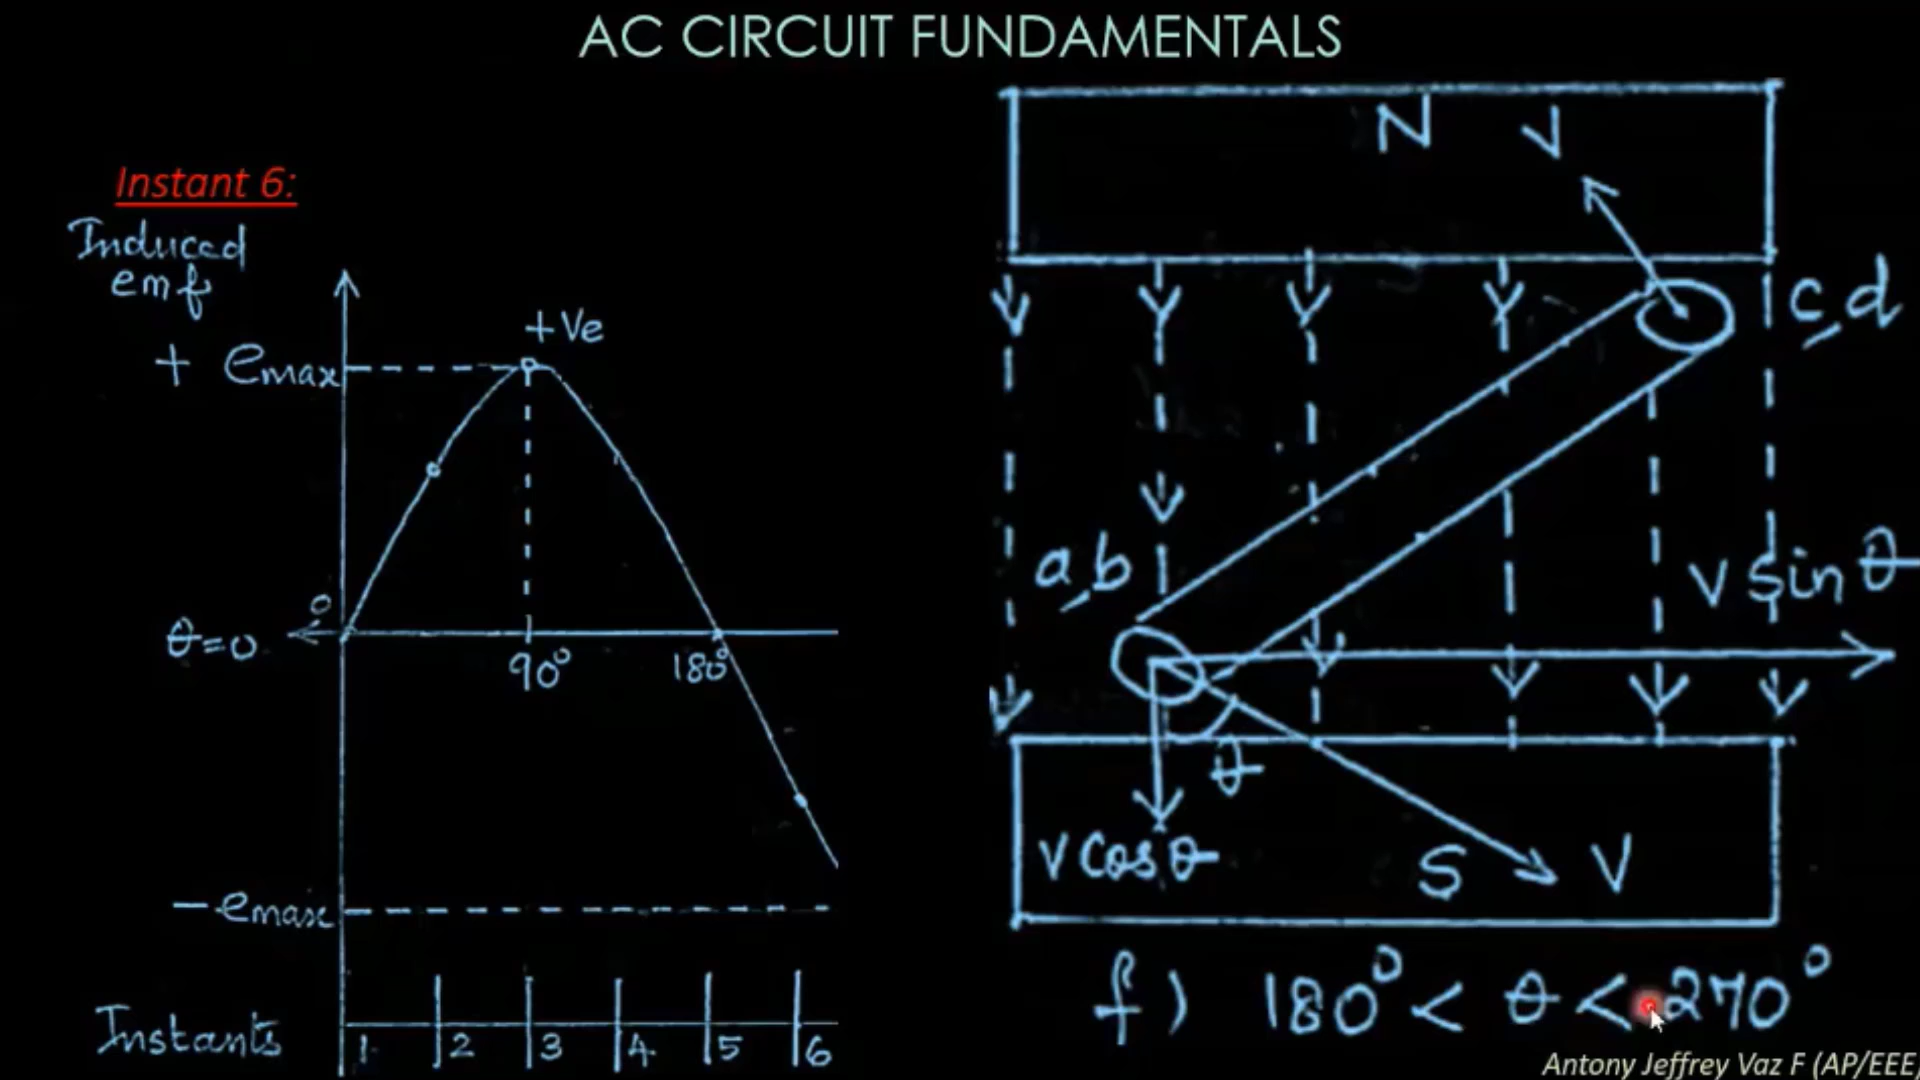 AC CIRCUIT FUNDAMENTALS
Instant 6:
Induced
emf
+Ve
+ emax
θ=0
0
90°
180°
- emax
Instants 1 2 3 4 5 6
N V
c,d
a,b
V Sin θ
θ
V Cos θ
S V
f) 180° < θ < 270°
Antony Jeffrey Vaz F (AP/EEE)